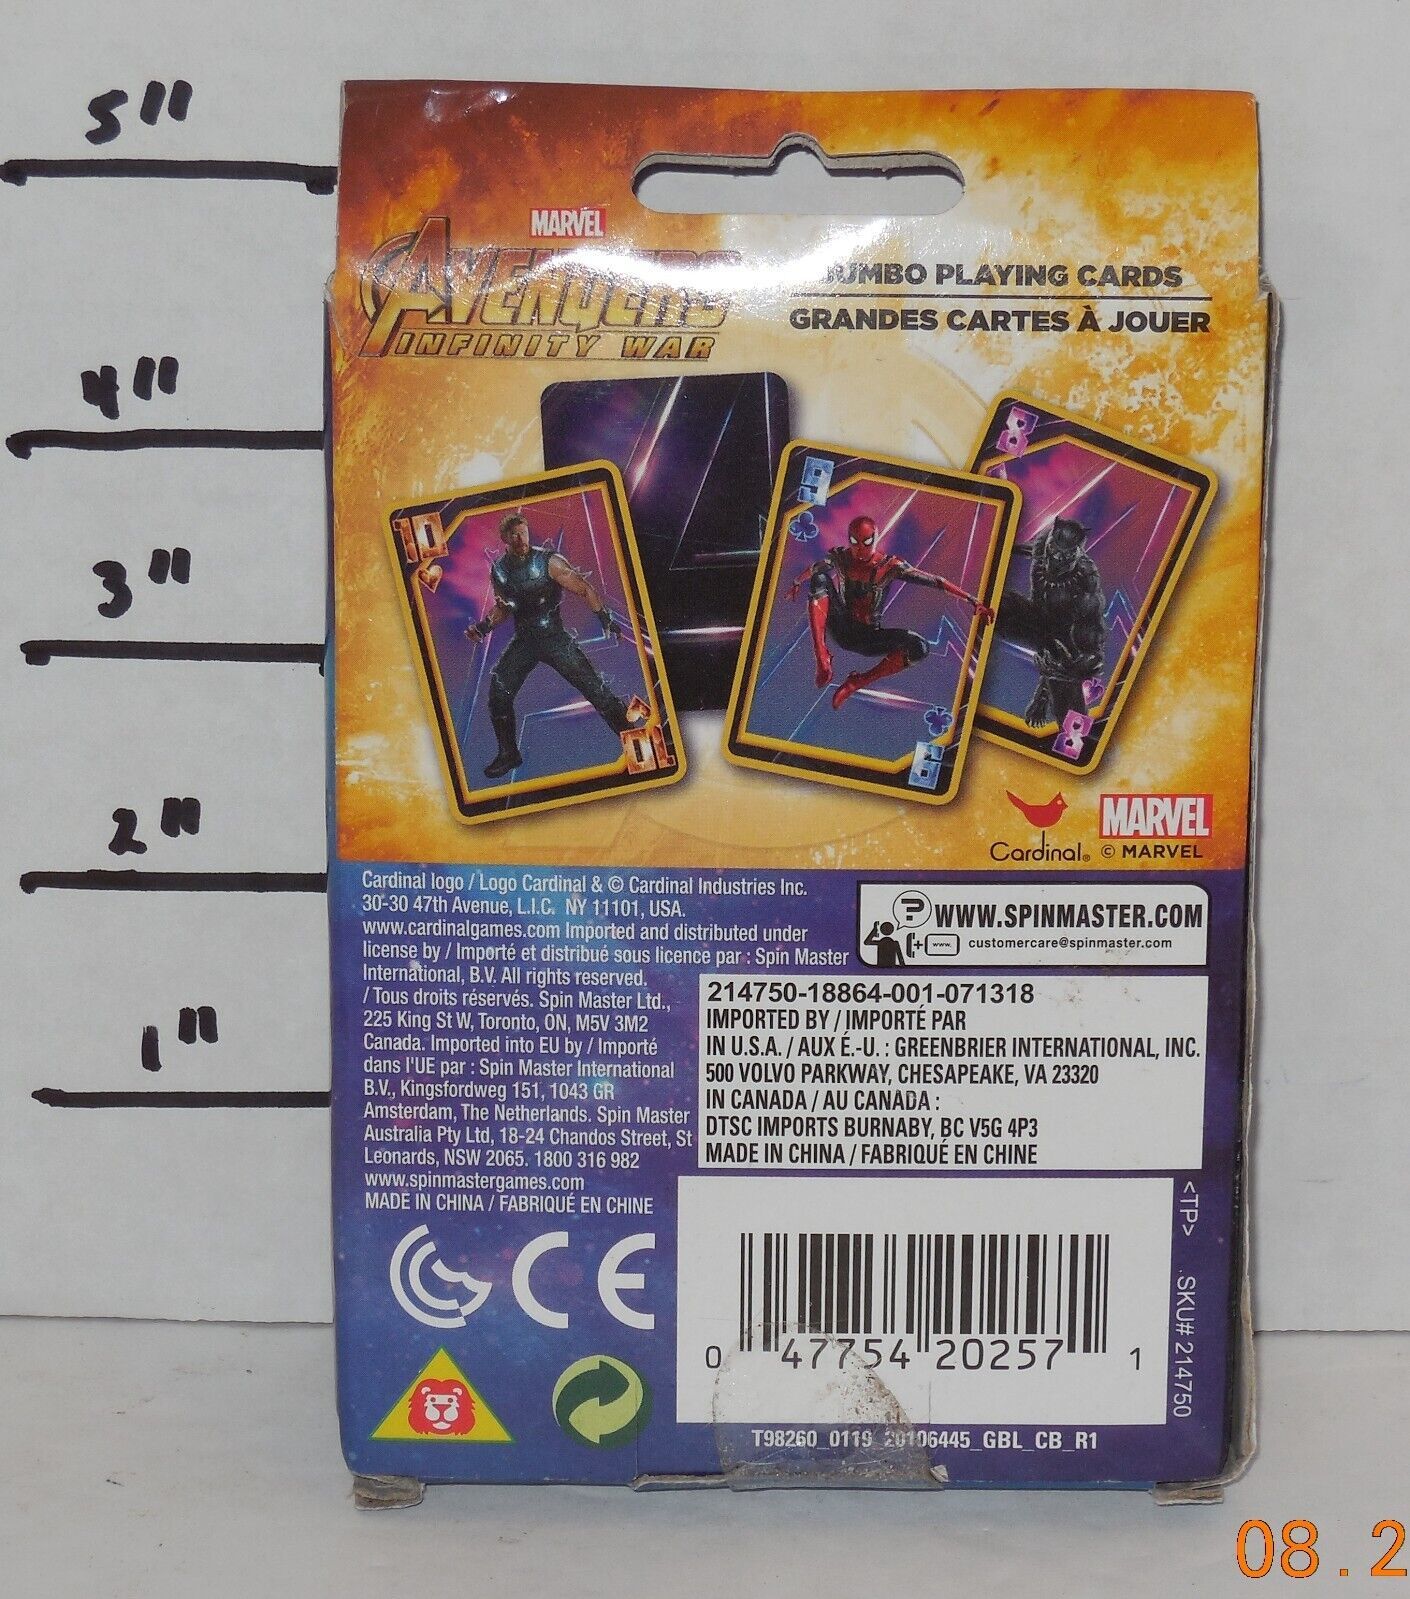 5"
4"
3"
2"
1"
MARVEL
AVENGERS
INFINITY WAR
JUMBO PLAYING CARDS
GRANDES CARTES À JOUER
10
10
9
9
8
8
Cardinal®
MARVEL
© MARVEL
Cardinal logo / Logo Cardinal & © Cardinal Industries Inc.
30-30 47th Avenue, L.I.C. NY 11101, USA.
www.cardinalgames.com Imported and distributed under
license by / Importé et distribué sous licence par : Spin Master
International, B.V. All rights reserved.
/ Tous droits réservés. Spin Master Ltd.,
225 King St W, Toronto, ON, M5V 3M2
Canada. Imported into EU by / Importé
dans l'UE par : Spin Master International
B.V., Kingsfordweg 151, 1043 GR
Amsterdam, The Netherlands. Spin Master
Australia Pty Ltd, 18-24 Chandos Street, St
Leonards, NSW 2065. 1800 316 982
www.spinmastergames.com
MADE IN CHINA / FABRIQUÉ EN CHINE
? WWW.SPINMASTER.COM
+ www. customercare@spinmaster.com
214750-18864-001-071318
IMPORTED BY / IMPORTÉ PAR
IN U.S.A. / AUX É.-U. : GREENBRIER INTERNATIONAL, INC.
500 VOLVO PARKWAY, CHESAPEAKE, VA 23320
IN CANADA / AU CANADA :
DTSC IMPORTS BURNABY, BC V5G 4P3
MADE IN CHINA / FABRIQUÉ EN CHINE
CE
0 47754 20257 1
<TP> SKU# 214750
T98260_0119_20106445_GBL_CB_R1
08.2